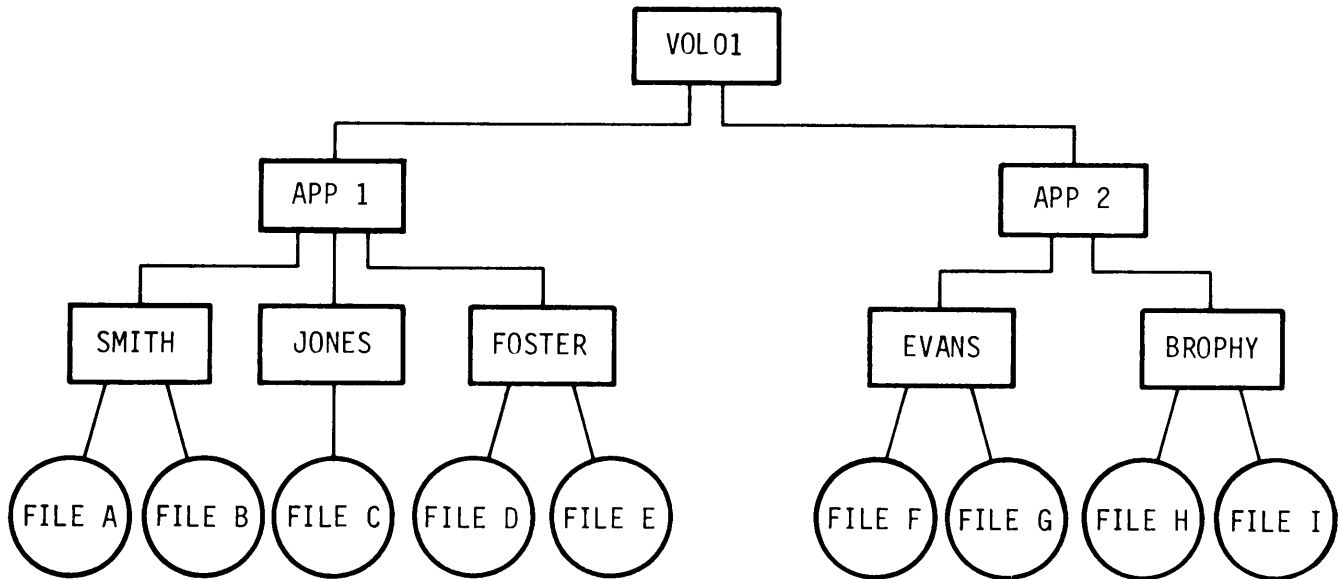 VOL01
APP 1
APP 2
SMITH
JONES
FOSTER
EVANS
BROPHY
FILE A
FILE B
FILE C
FILE D
FILE E
FILE F
FILE G
FILE H
FILE I